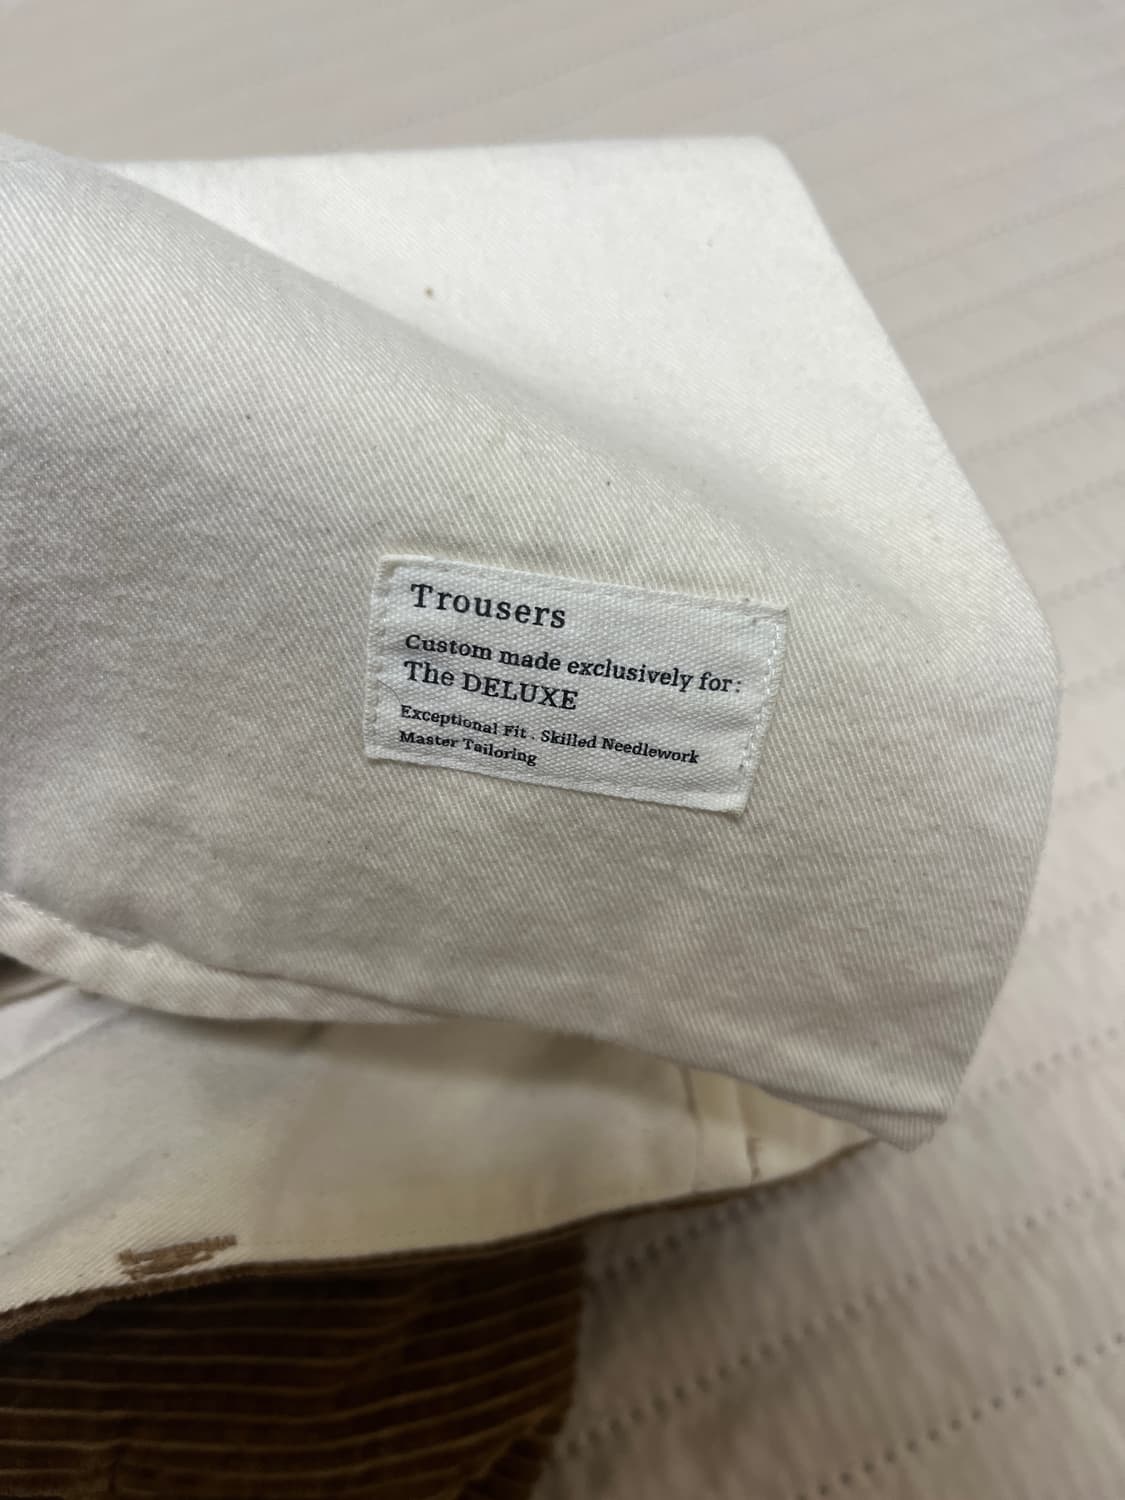 Trousers
Custom made exclusively for:
The DELUXE
Exceptional Fit . Skilled Needlework
Master Tailoring